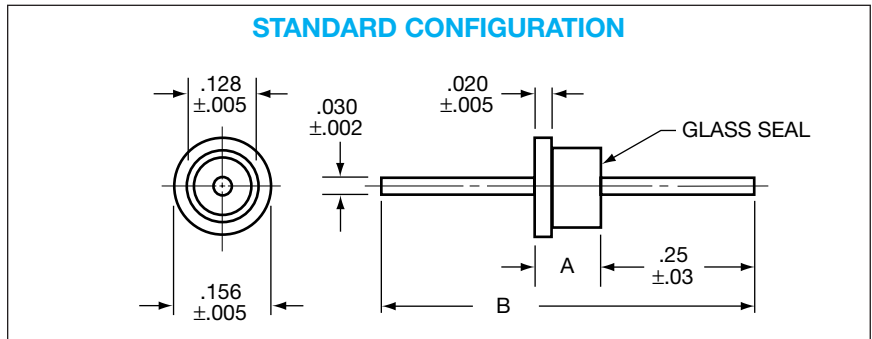 STANDARD CONFIGURATION
.128
±.005
.030
±.002
.020
±.005
GLASS SEAL
A
.25
±.03
B
.156
±.005